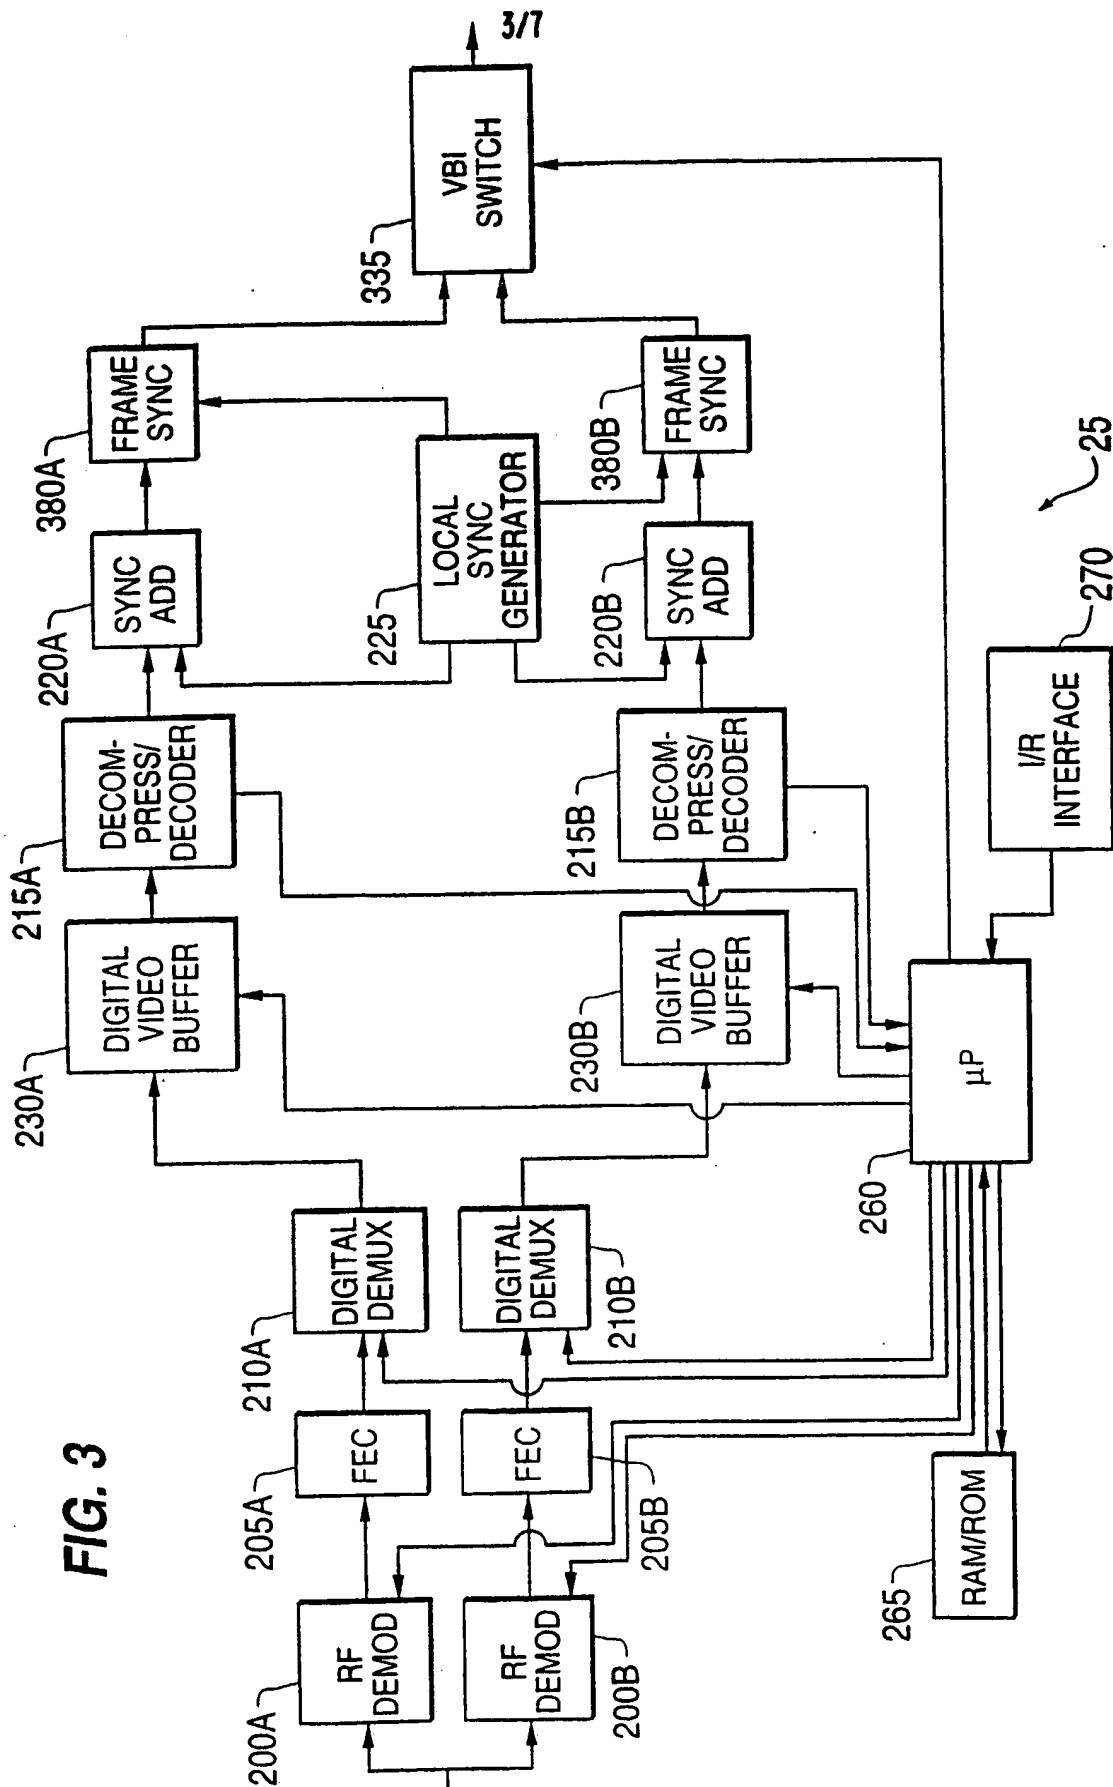 FIG. 3
3/7
200A
RF
DEMOD
205A
FEC
210A
DIGITAL
DEMUX
230A
DIGITAL
VIDEO
BUFFER
215A
DECOM-
PRESS/
DECODER
220A
SYNC
ADD
380A
FRAME
SYNC
335
VBI
SWITCH
225
LOCAL
SYNC
GENERATOR
RF
DEMOD
200B
FEC
205B
DIGITAL
DEMUX
210B
230B
DIGITAL
VIDEO
BUFFER
215B
DECOM-
PRESS/
DECODER
220B
SYNC
ADD
380B
FRAME
SYNC
265
RAM/ROM
260
µP
270
I/R
INTERFACE
25